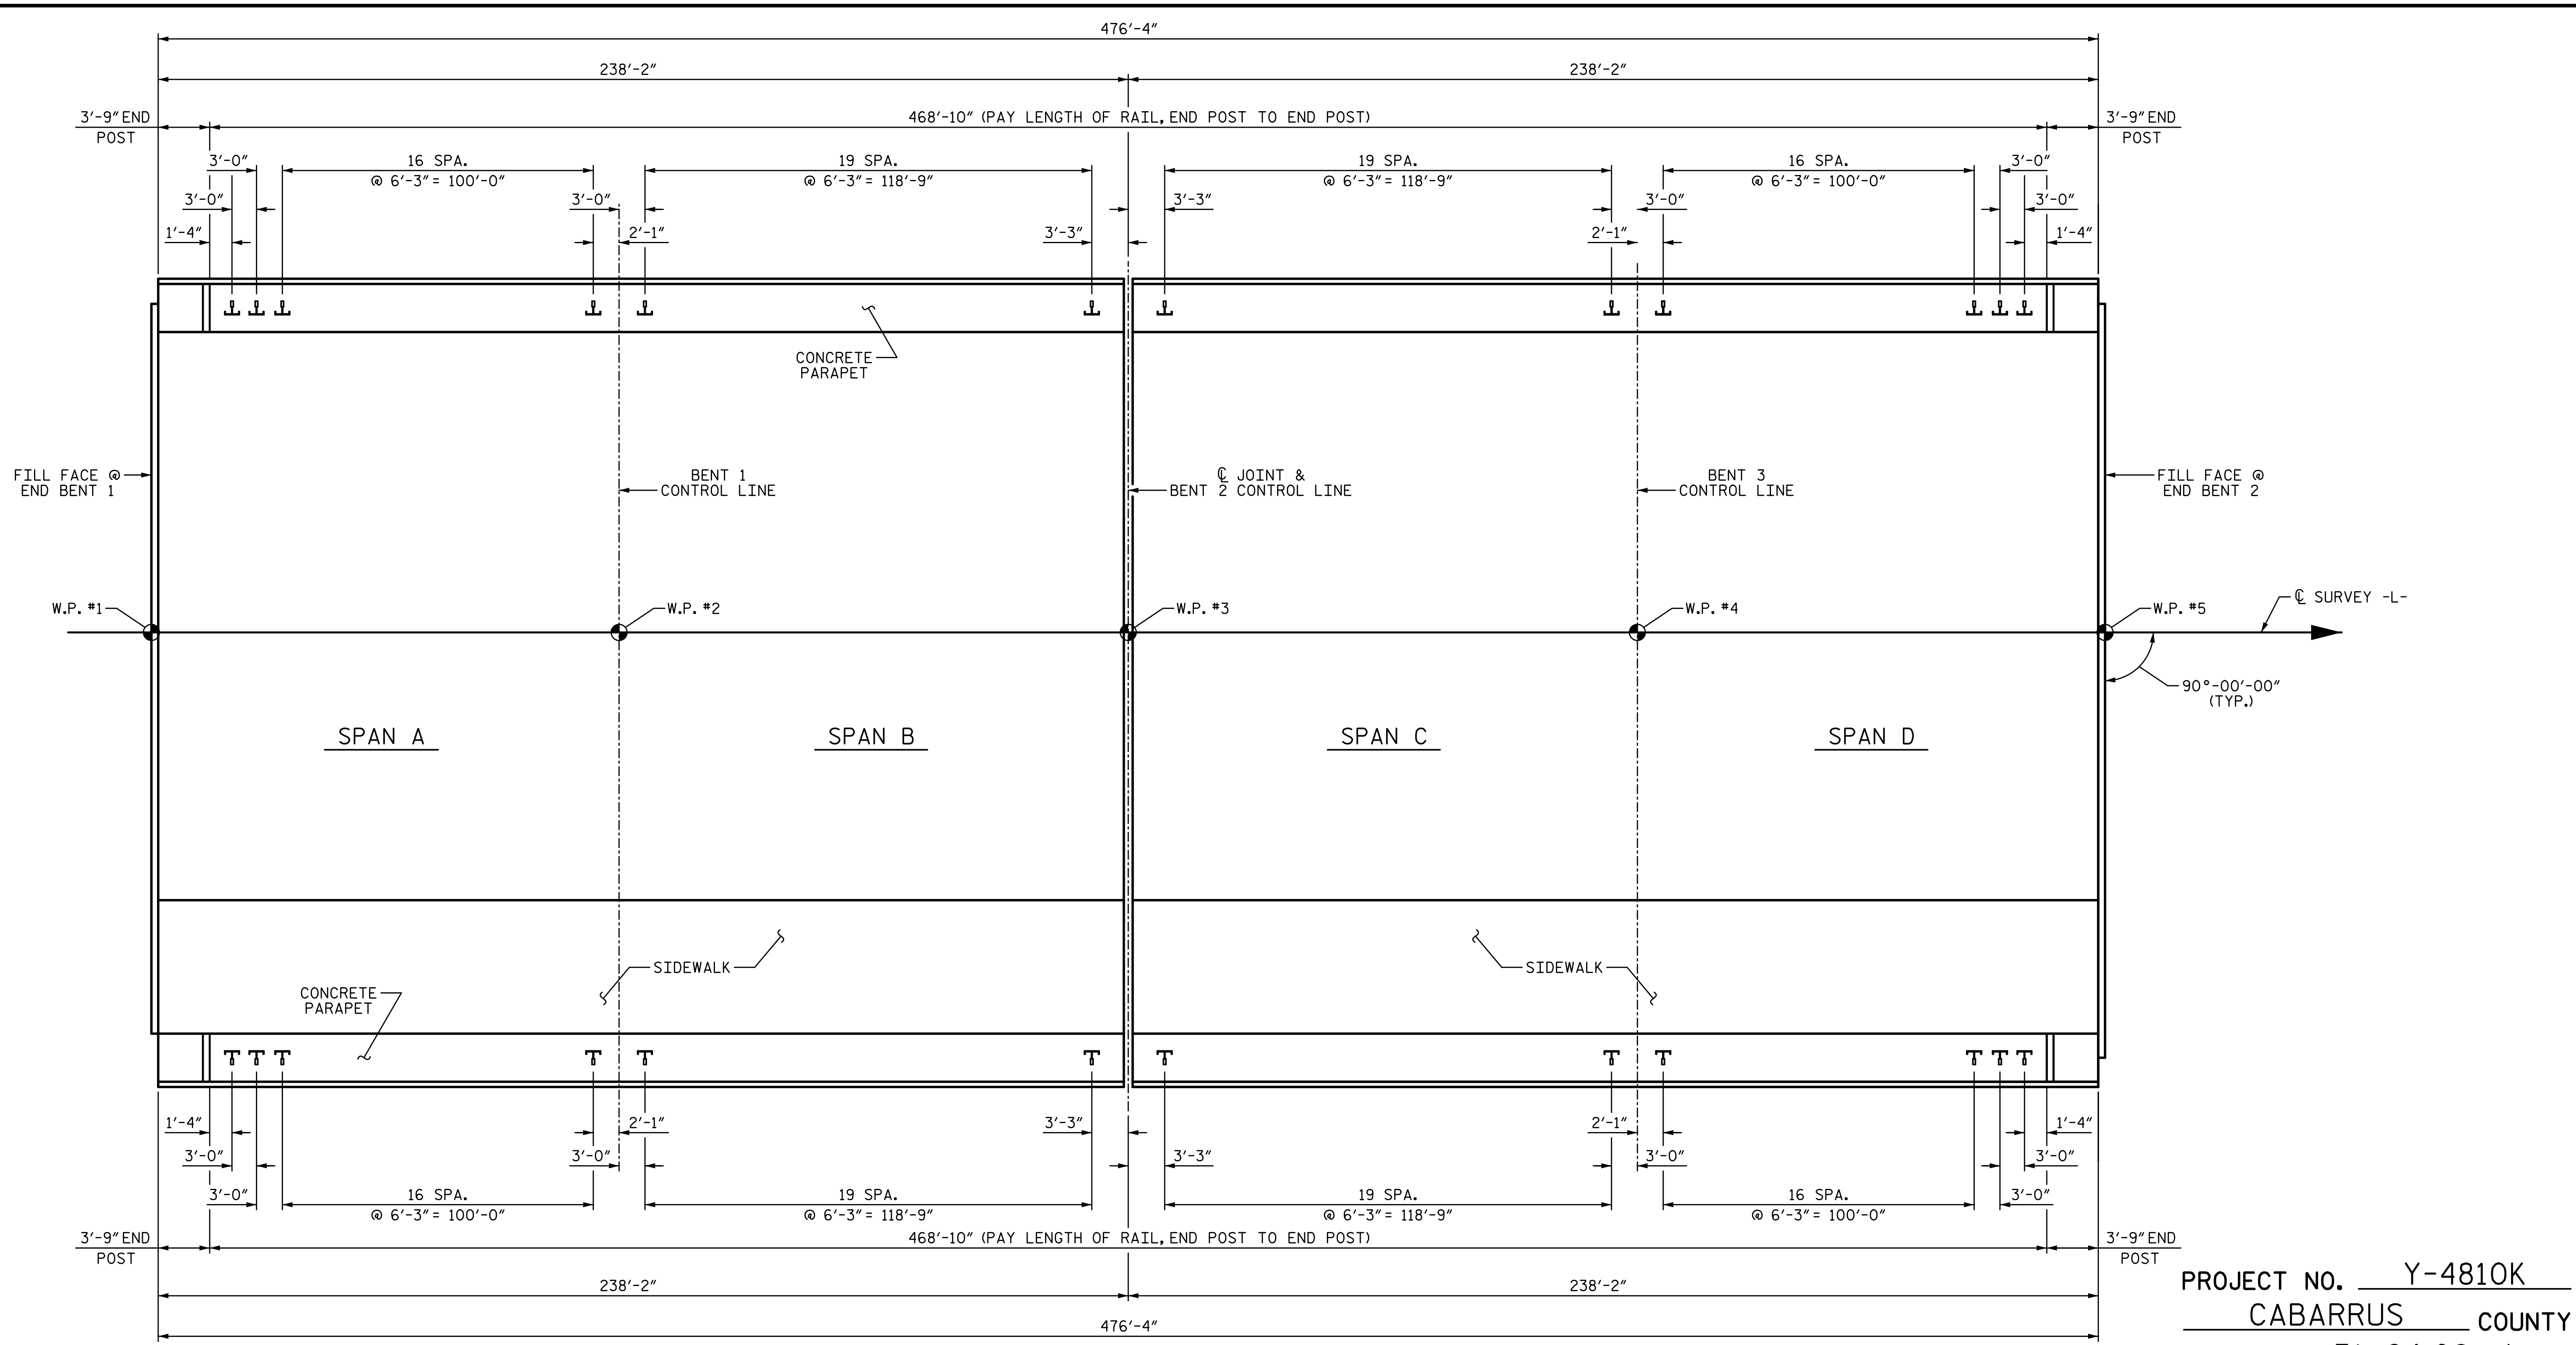 476'-4"
238'-2" 238'-2"
3'-9" END POST
468'-10" (PAY LENGTH OF RAIL, END POST TO END POST)
3'-9" END POST
3'-0" 16 SPA. 19 SPA. 19 SPA. 16 SPA. 3'-0"
@ 6'-3" = 100'-0" @ 6'-3" = 118'-9" @ 6'-3" = 118'-9" @ 6'-3" = 100'-0"
3'-0" 3'-0" 3'-3" 3'-0" 3'-0"
1'-4" 2'-1" 3'-3" 2'-1" 1'-4"
CONCRETE
PARAPET
FILL FACE @
END BENT 1
BENT 1
CONTROL LINE
℄ JOINT &
BENT 2 CONTROL LINE
BENT 3
CONTROL LINE
FILL FACE @
END BENT 2
W.P. #1
W.P. #2
W.P. #3
W.P. #4
W.P. #5
℄ SURVEY -L-
90°-00'-00"
(TYP.)
SPAN A
SPAN B
SPAN C
SPAN D
SIDEWALK
SIDEWALK
CONCRETE
PARAPET
1'-4" 2'-1" 3'-3" 2'-1" 1'-4"
3'-0" 3'-0" 3'-3" 3'-0" 3'-0"
3'-0" 16 SPA. 19 SPA. 19 SPA. 16 SPA. 3'-0"
@ 6'-3" = 100'-0" @ 6'-3" = 118'-9" @ 6'-3" = 118'-9" @ 6'-3" = 100'-0"
3'-9" END POST
468'-10" (PAY LENGTH OF RAIL, END POST TO END POST)
3'-9" END POST
238'-2" 238'-2"
476'-4"
PROJECT NO. Y-4810K
CABARRUS COUNTY